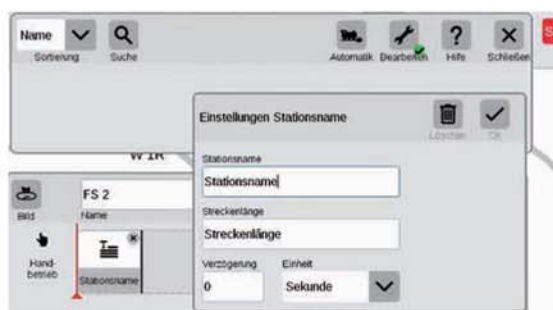 Name
Sortierung Suche Automatik Bearbeiten Hilfe Schließen
S
Einstellungen Stationsname
Löschen OK
W 1R
Stationsname
Stationsname
Streckenlänge
Streckenlänge
Verzögerung Einheit
0 Sekunde
FS 2
Bild Name
Hand-
betrieb
Stationsname